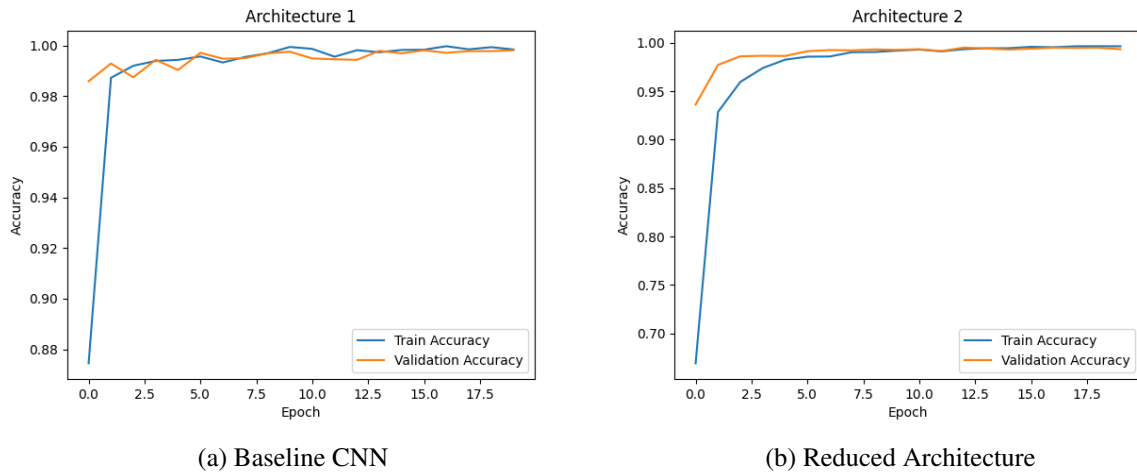 Architecture 1
1.00
0.98
0.96
0.94
0.92
0.90
0.88
Accuracy
0.0 2.5 5.0 7.5 10.0 12.5 15.0 17.5
Epoch
Train Accuracy
Validation Accuracy
(a) Baseline CNN
Architecture 2
1.00
0.95
0.90
0.85
0.80
0.75
0.70
Accuracy
0.0 2.5 5.0 7.5 10.0 12.5 15.0 17.5
Epoch
Train Accuracy
Validation Accuracy
(b) Reduced Architecture